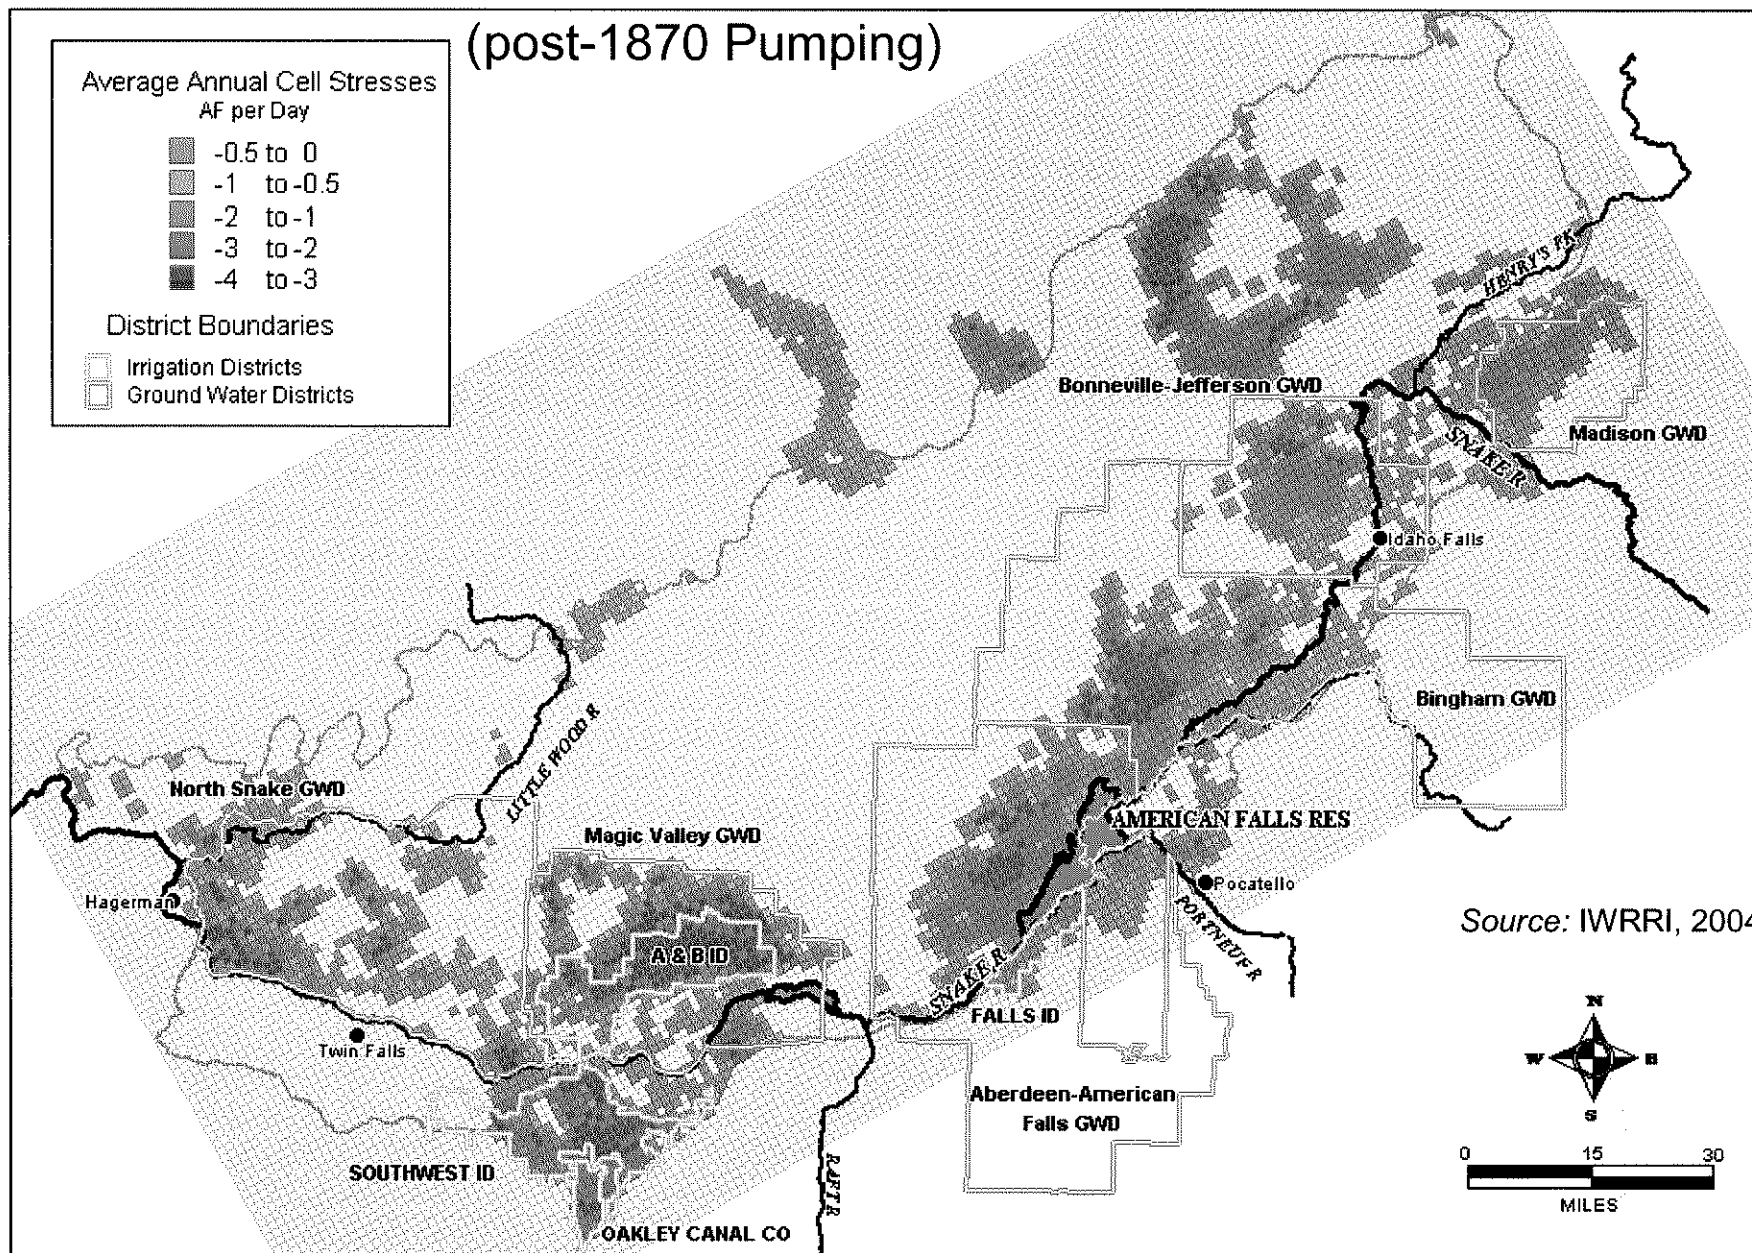 (post-1870 Pumping)
Average Annual Cell Stresses
AF per Day
-0.5 to 0
-1 to -0.5
-2 to -1
-3 to -2
-4 to -3
District Boundaries
Irrigation Districts
Ground Water Districts
HENRY'S FK
Bonneville-Jefferson GWD
Madison GWD
SNAKE R
Idaho Falls
Bingham GWD
LITTLE WOOD R
North Snake GWD
Magic Valley GWD
AMERICAN FALLS RES
Pocatello
PORTNEUF R
Hagerman
A & B ID
Source: IWRRI, 2004
SNAKE R
FALLS ID
Twin Falls
Aberdeen-American
Falls GWD
SOUTHWEST ID
RAFT R
OAKLEY CANAL CO
N
W E
S
0 15 30
MILES